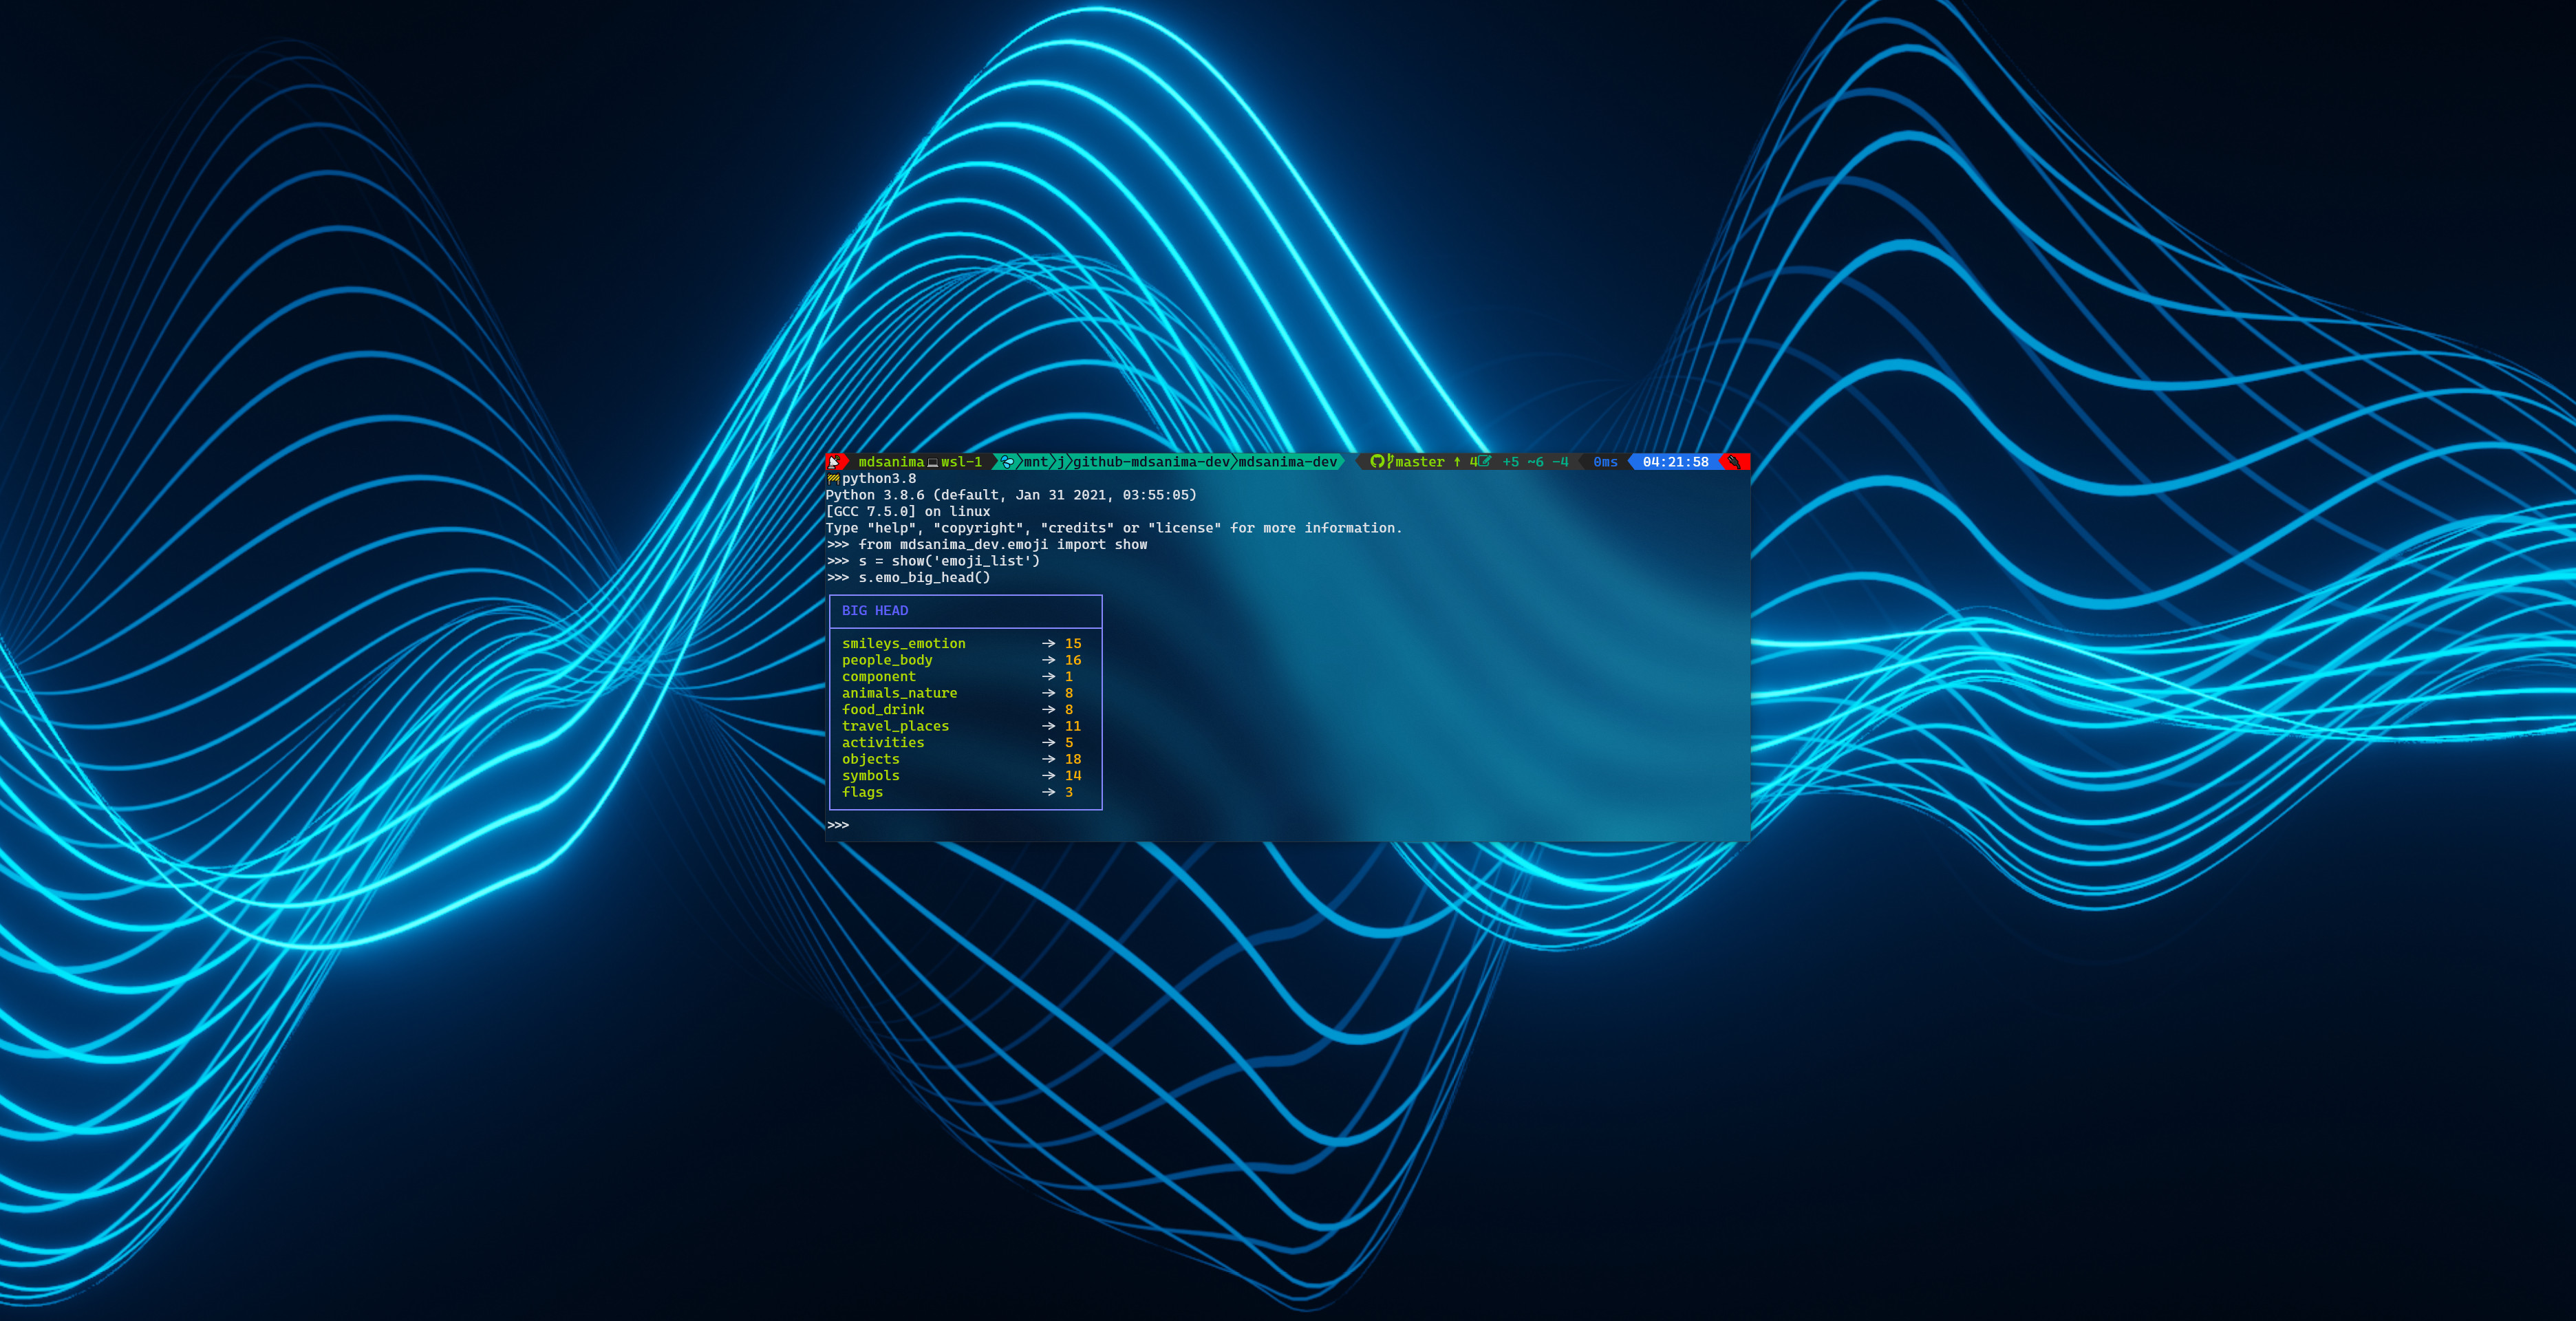 mdsanima wsl-1 mnt j github-mdsanima-dev mdsanima-dev master ↑ 4 +5 ~6 -4 0ms 04:21:58
python3.8
Python 3.8.6 (default, Jan 31 2021, 03:55:05)
[GCC 7.5.0] on linux
Type "help", "copyright", "credits" or "license" for more information.
>>> from mdsanima_dev.emoji import show
>>> s = show('emoji_list')
>>> s.emo_big_head()
BIG HEAD
smileys_emotion → 15
people_body → 16
component → 1
animals_nature → 8
food_drink → 8
travel_places → 11
activities → 5
objects → 18
symbols → 14
flags → 3
>>>